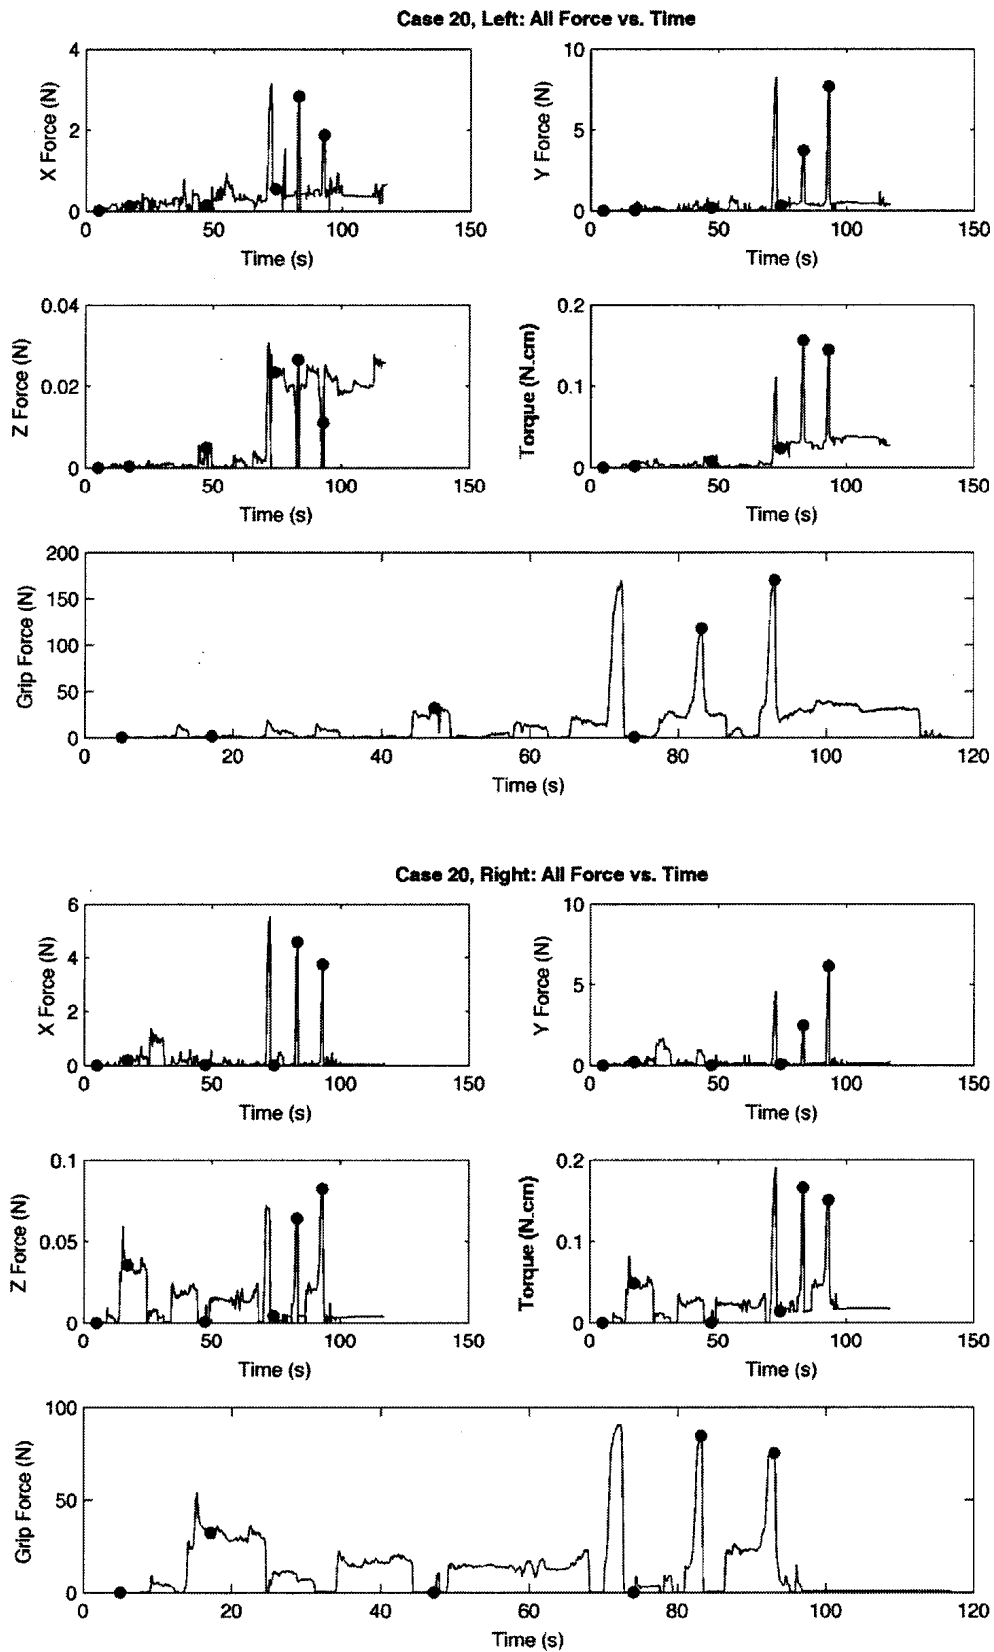 Case 20, Left: All Force vs. Time
4
2
0
X Force (N)
0 50 100 150
Time (s)
10
5
0
Y Force (N)
0 50 100 150
Time (s)
0.04
0.02
0
Z Force (N)
0 50 100 150
Time (s)
0.2
0.1
0
Torque (N.cm)
0 50 100 150
Time (s)
200
150
100
50
0
Grip Force (N)
0 20 40 60 80 100 120
Time (s)
Case 20, Right: All Force vs. Time
6
4
2
0
X Force (N)
0 50 100 150
Time (s)
10
5
0
Y Force (N)
0 50 100 150
Time (s)
0.1
0.05
0
Z Force (N)
0 50 100 150
Time (s)
0.2
0.1
0
Torque (N.cm)
0 50 100 150
Time (s)
100
50
0
Grip Force (N)
0 20 40 60 80 100 120
Time (s)